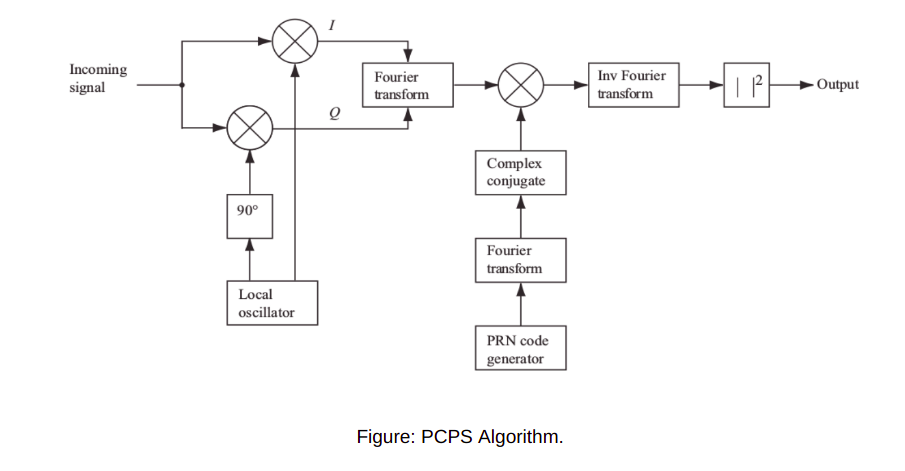 I
Incoming
signal
Fourier
transform
Inv Fourier
transform
| |²
Output
Q
Complex
conjugate
90°
Fourier
transform
Local
oscillator
PRN code
generator
Figure: PCPS Algorithm.